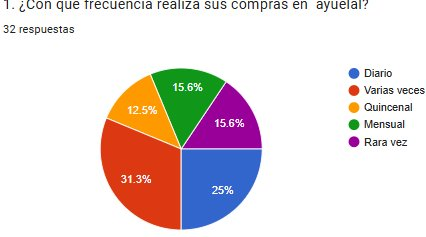 1. ¿Con qué frecuencia realiza sus compras en ayuelal?
32 respuestas
15.6%
12.5%
15.6%
31.3%
25%
Diario
Varias veces
Quincenal
Mensual
Rara vez